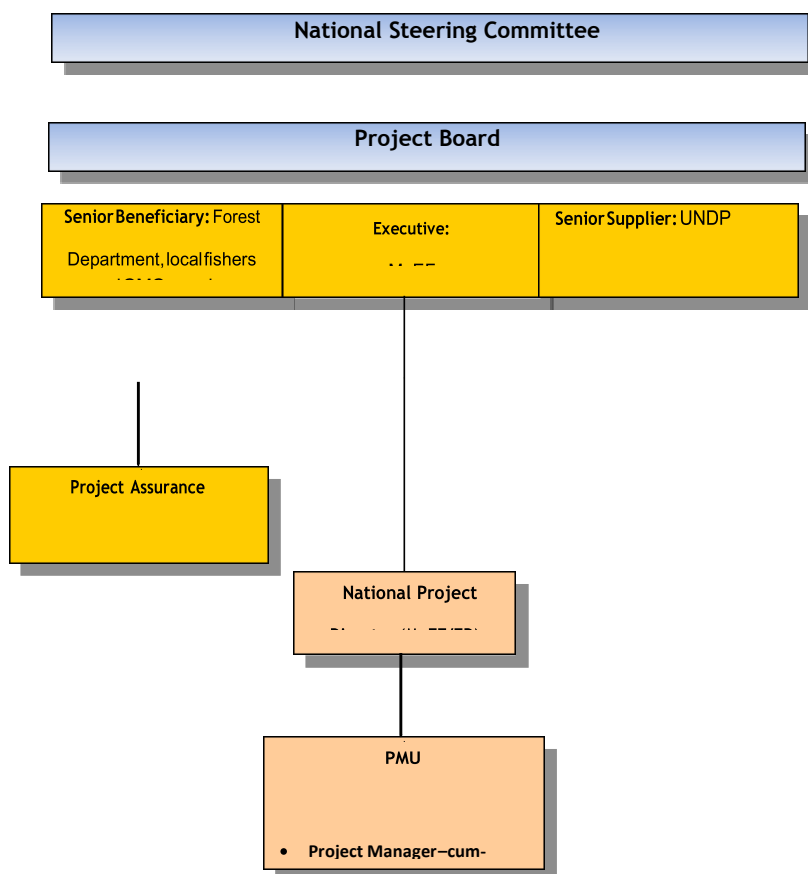 National Steering Committee
Project Board
Senior Beneficiary: Forest
Department, local fishers
Executive:
Senior Supplier: UNDP
Project Assurance
National Project
PMU
• Project Manager–cum-